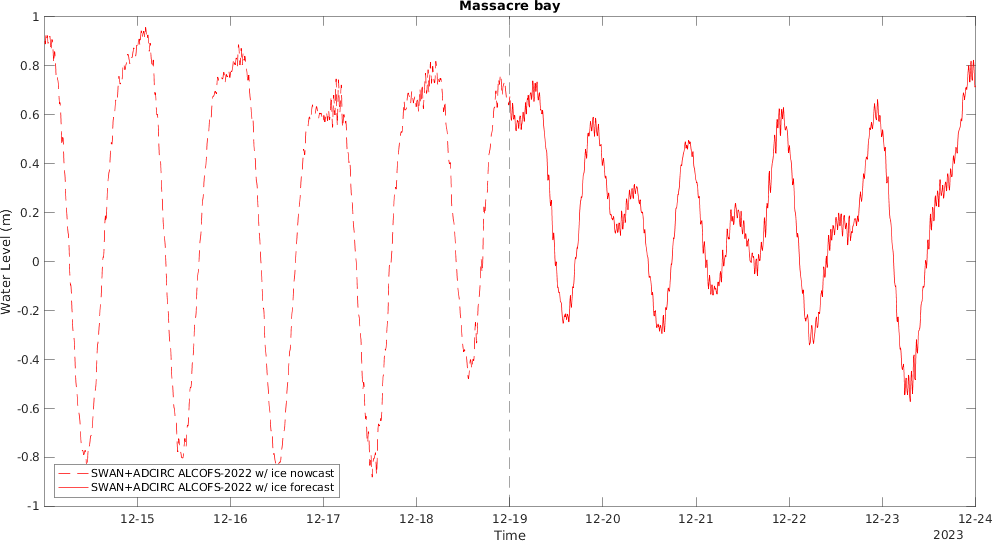 Massacre bay
1
0.8
0.6
0.4
0.2
0
-0.2
-0.4
-0.6
-0.8
-1
Water Level (m)
SWAN+ADCIRC ALCOFS-2022 w/ ice nowcast
SWAN+ADCIRC ALCOFS-2022 w/ ice forecast
12-15 12-16 12-17 12-18 12-19 12-20 12-21 12-22 12-23 12-24
Time
2023